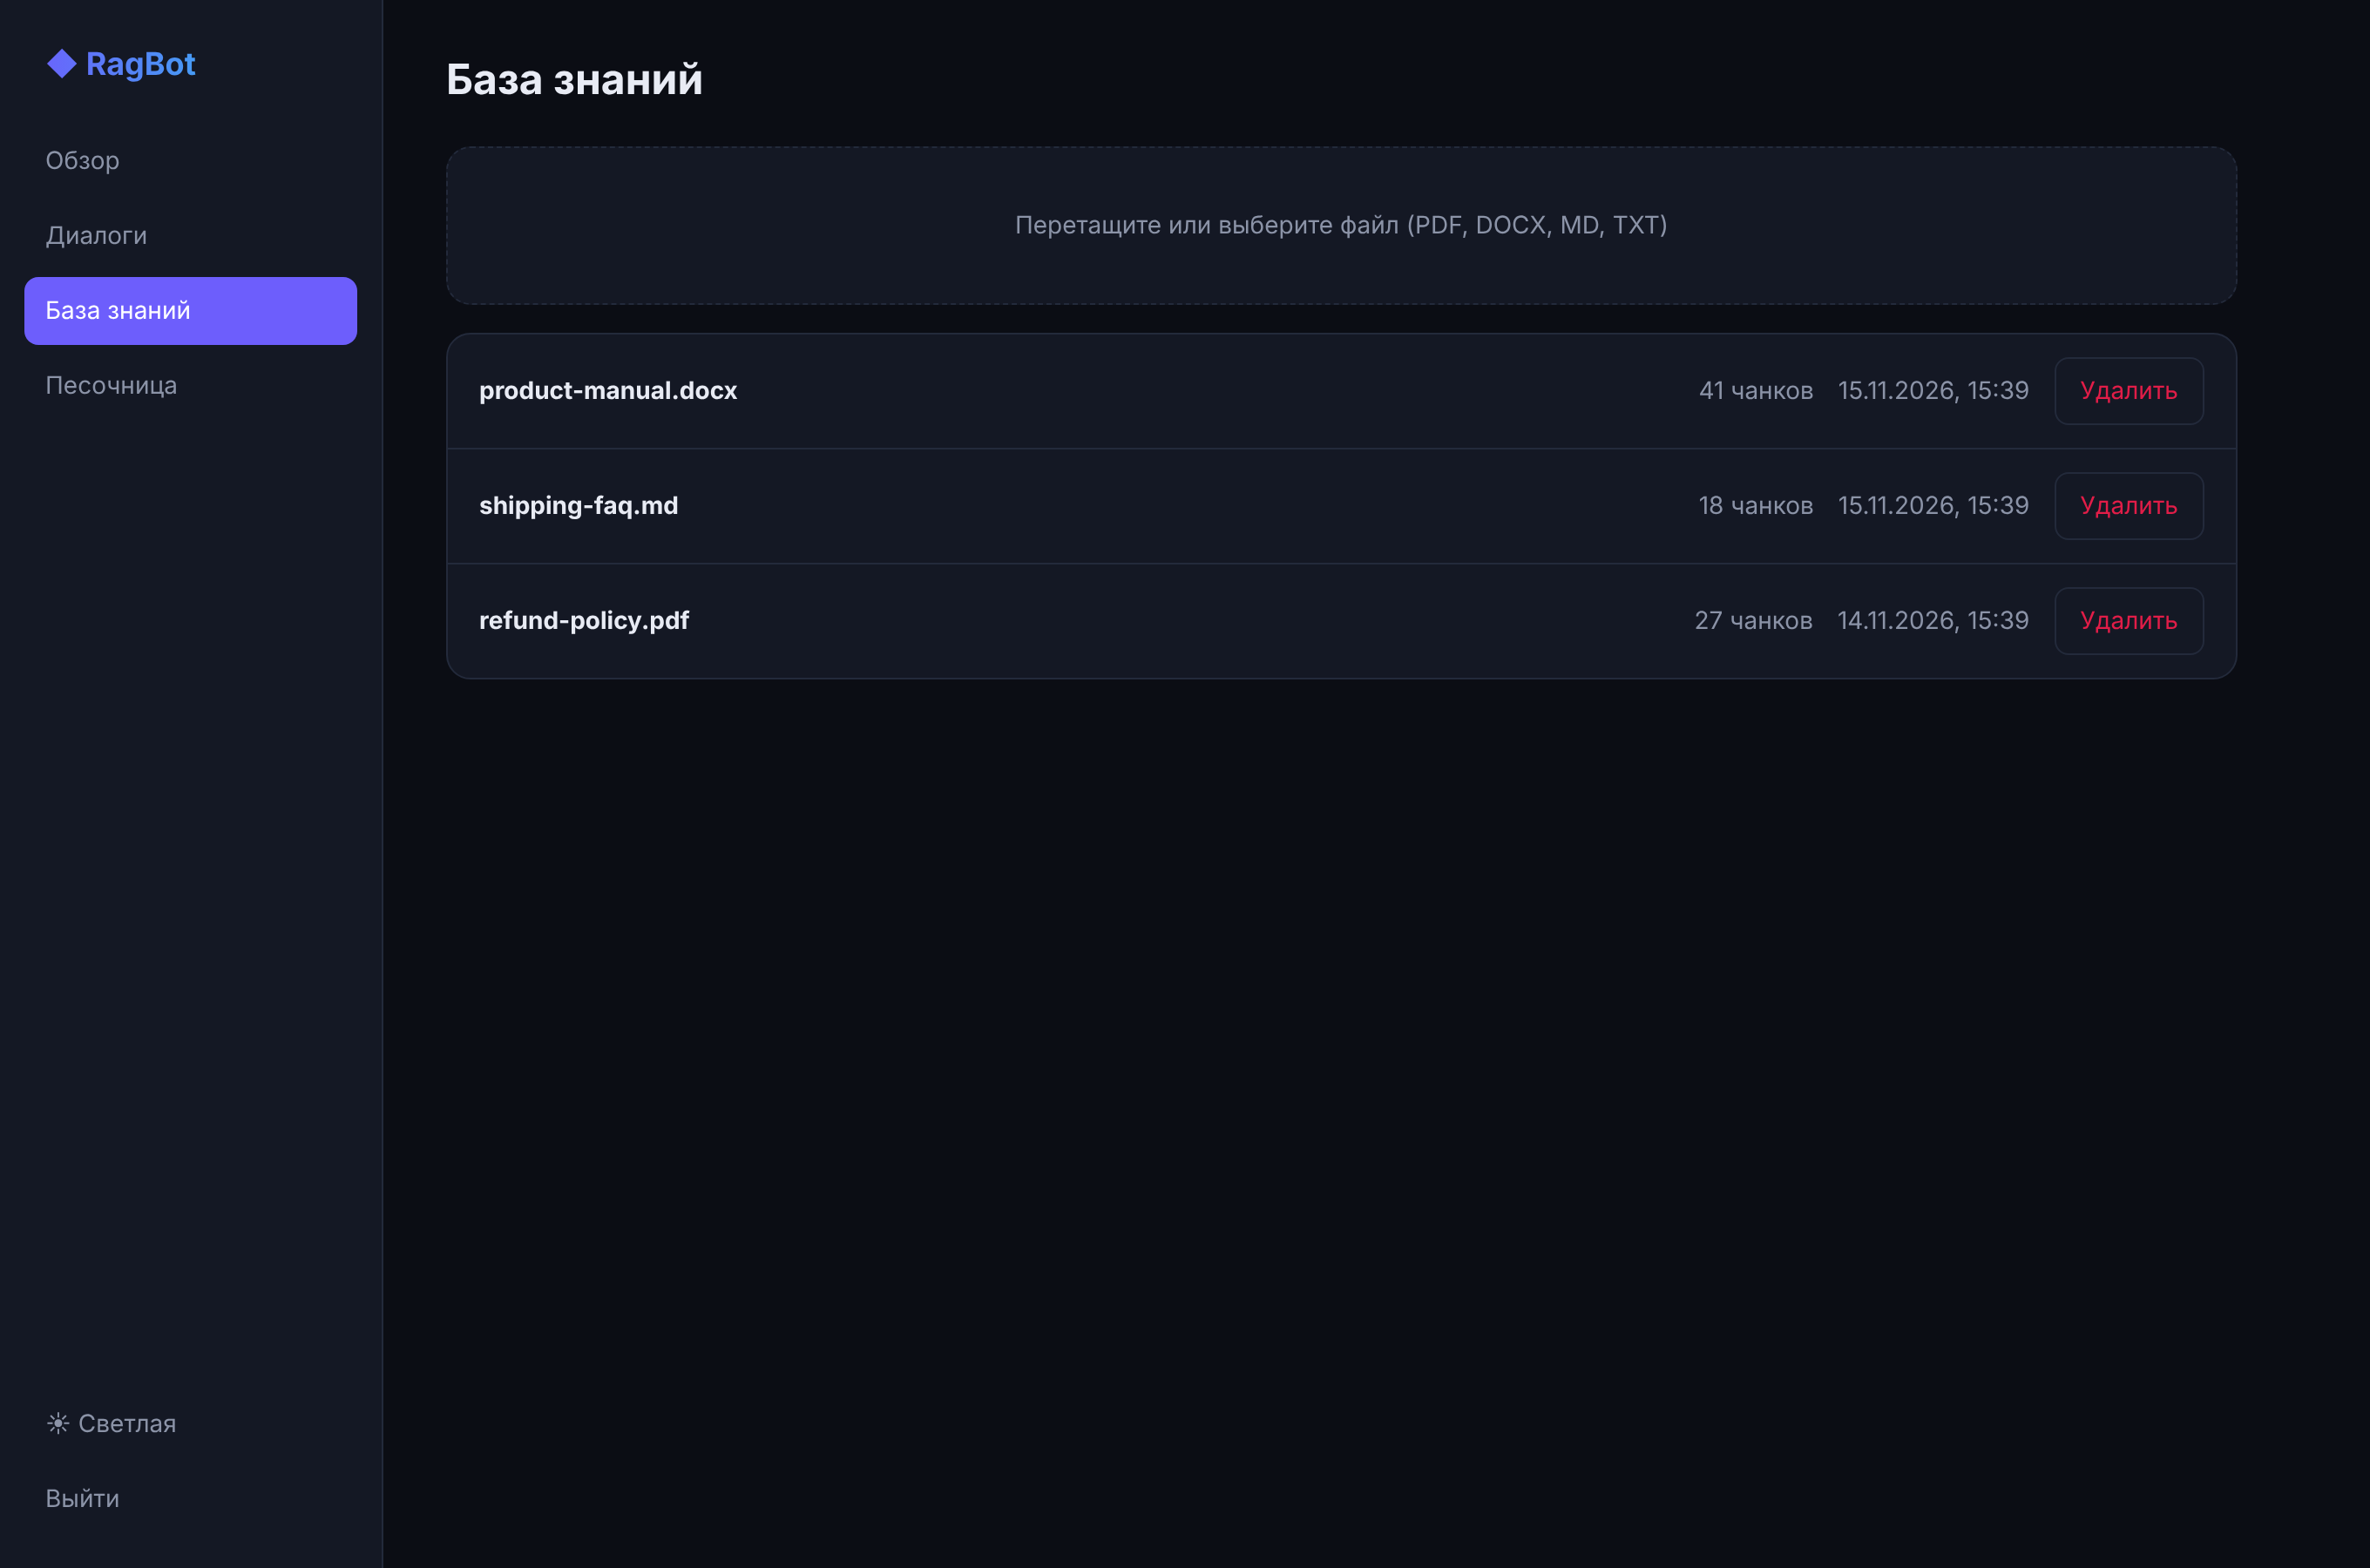 ◆ RagBot
Обзор
Диалоги
База знаний
Песочница
☀ Светлая
Выйти
База знаний
Перетащите или выберите файл (PDF, DOCX, MD, TXT)
product-manual.docx 41 чанков 15.11.2026, 15:39 Удалить
shipping-faq.md 18 чанков 15.11.2026, 15:39 Удалить
refund-policy.pdf 27 чанков 14.11.2026, 15:39 Удалить